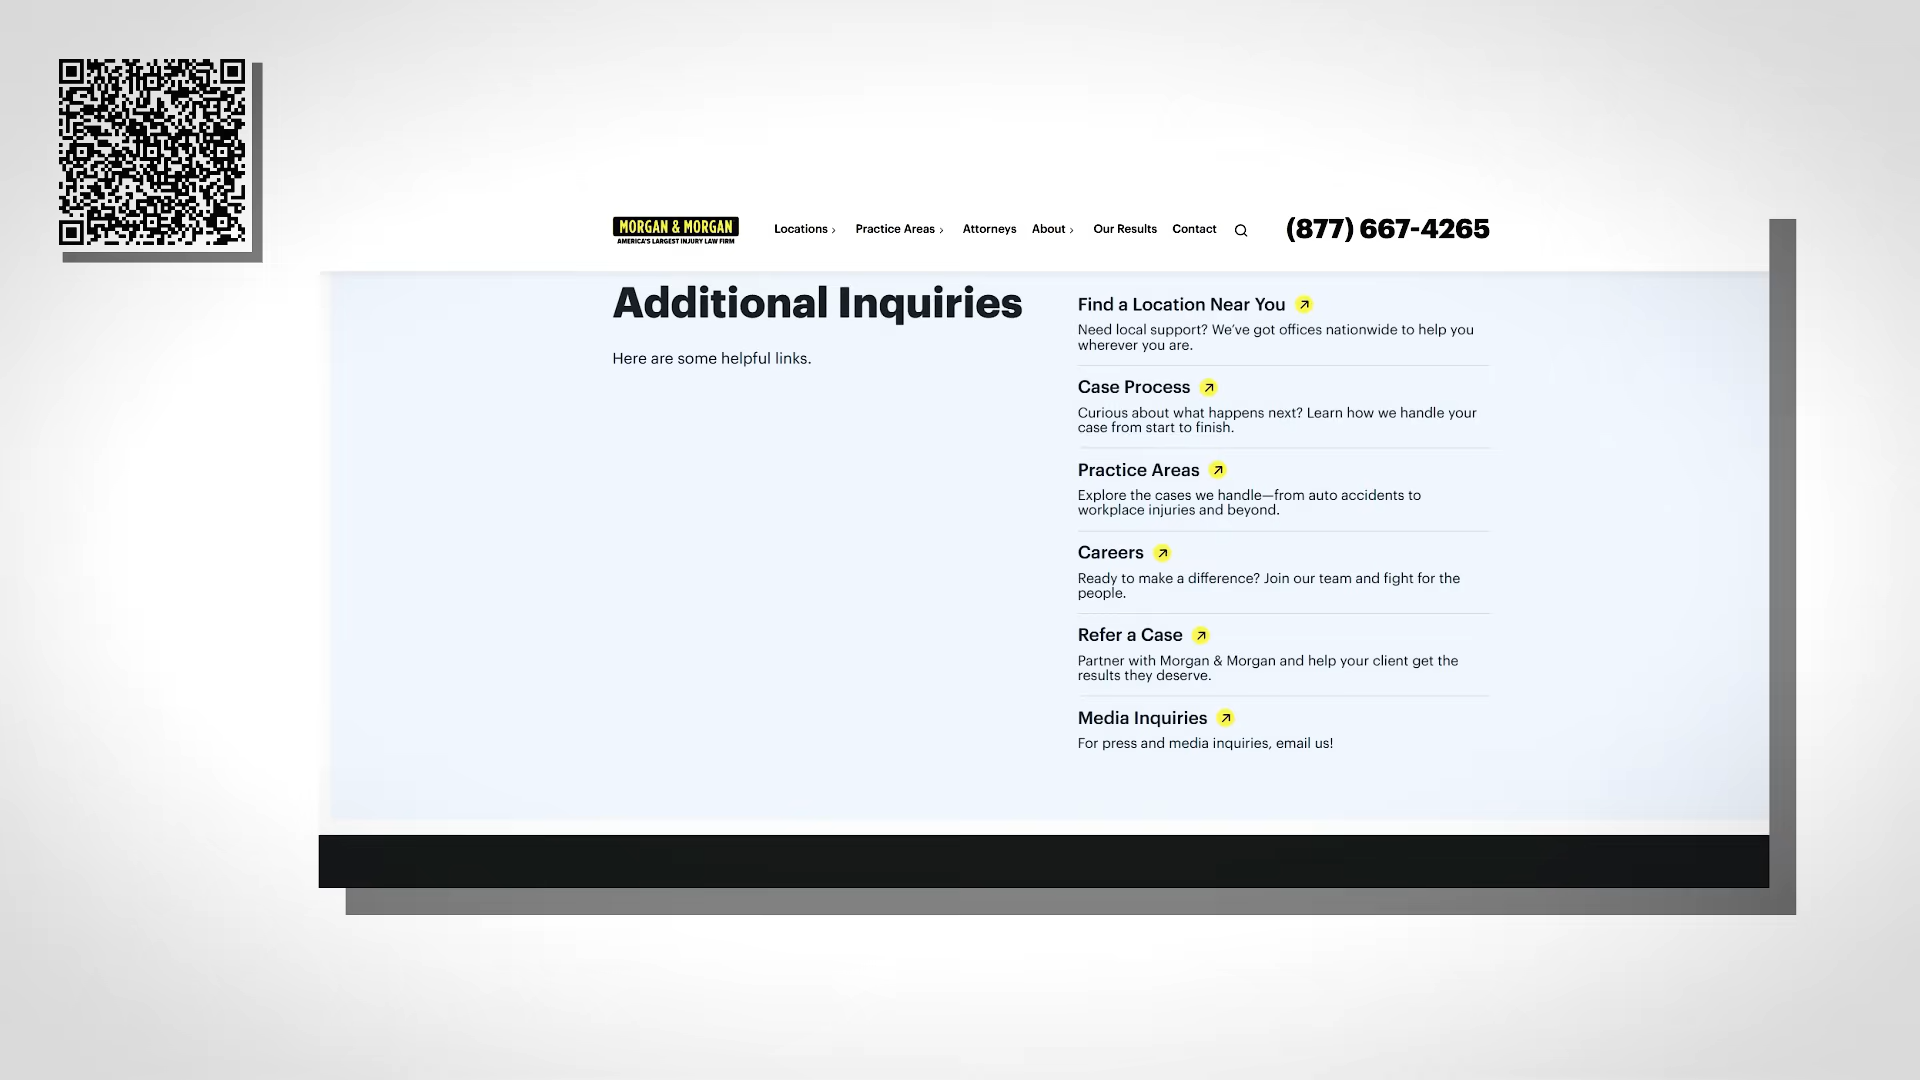 MORGAN & MORGAN
AMERICA'S LARGEST INJURY LAW FIRM
Locations
Practice Areas
Attorneys
About
Our Results
Contact
(877) 667-4265
Additional Inquiries
Here are some helpful links.
Find a Location Near You
Need local support? We've got offices nationwide to help you
wherever you are.
Case Process
Curious about what happens next? Learn how we handle your
case from start to finish.
Practice Areas
Explore the cases we handle—from auto accidents to
workplace injuries and beyond.
Careers
Ready to make a difference? Join our team and fight for the
people.
Refer a Case
Partner with Morgan & Morgan and help your client get the
results they deserve.
Media Inquiries
For press and media inquiries, email us!